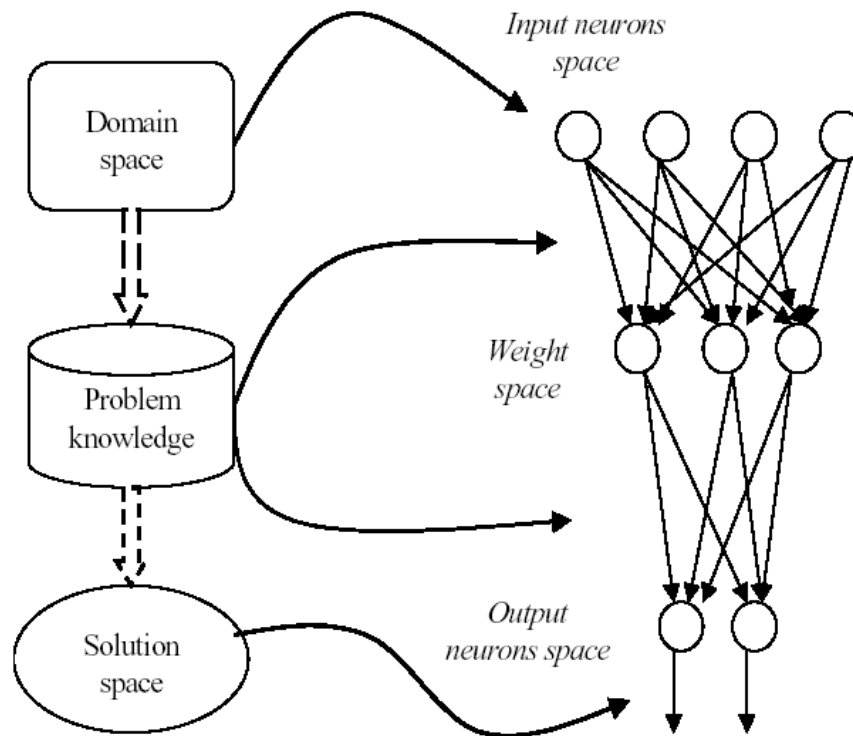 Input neurons
space
Domain
space
Weight
space
Problem
knowledge
Output
neurons space
Solution
space